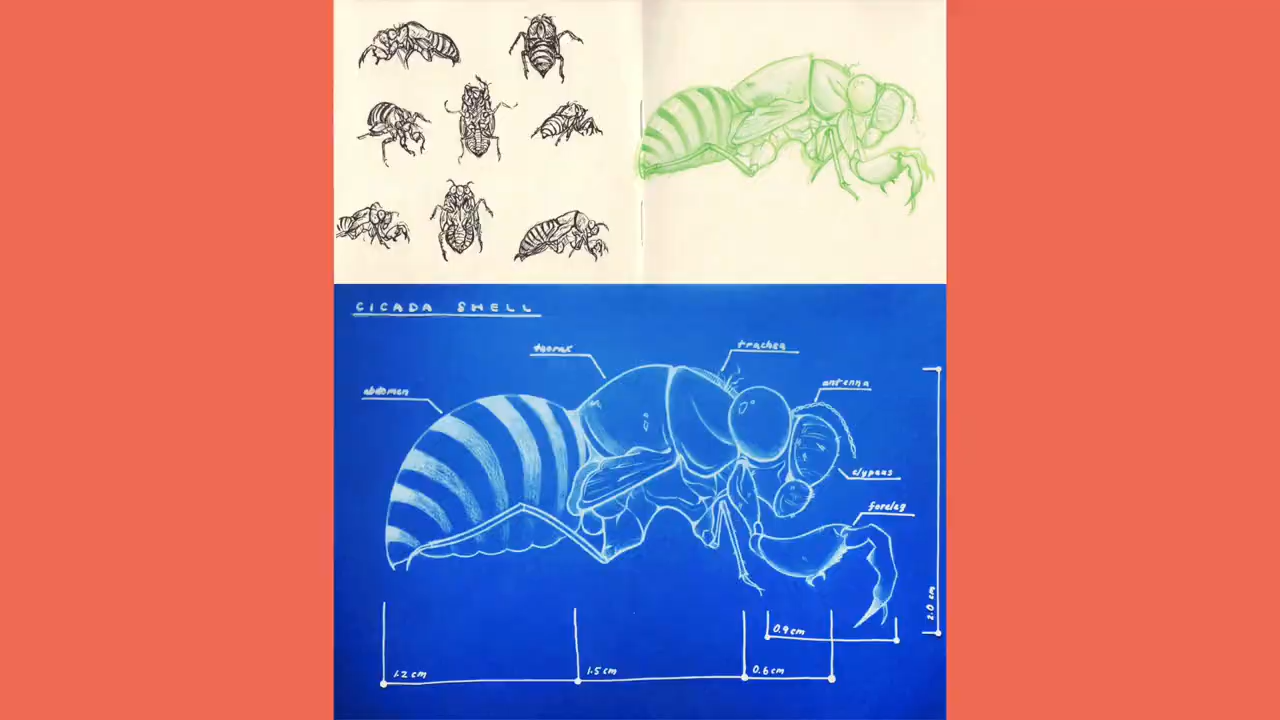 CICADA SHELL
thorax
trachea
abdomen
antenna
clypeus
foreleg
2.0 cm
0.9 cm
1.2 cm
1.5 cm
0.6 cm